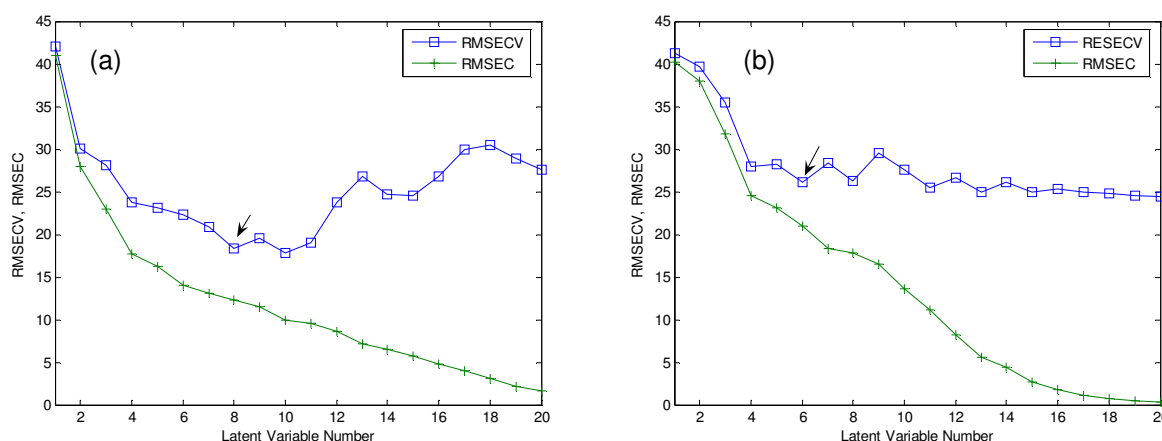 (a)
RMSECV
RMSEC
45
40
35
30
25
20
15
10
5
0
RMSECV, RMSEC
2 4 6 8 10 12 14 16 18 20
Latent Variable Number
(b)
RESECV
RMSEC
45
40
35
30
25
20
15
10
5
0
RMSECV, RMSEC
2 4 6 8 10 12 14 16 18 20
Latent Variable Number